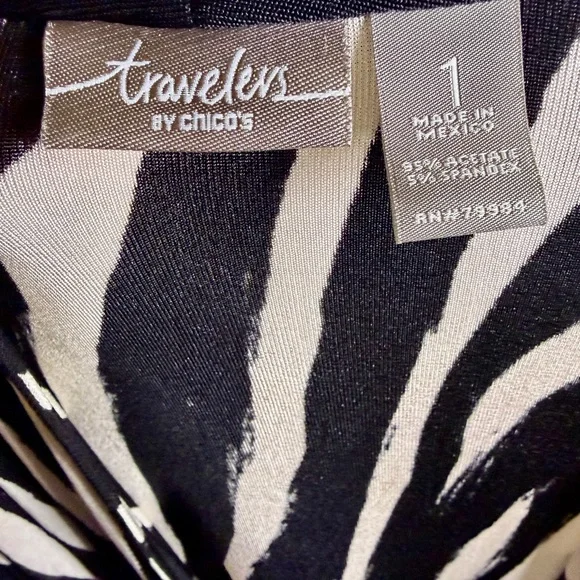 travelers
BY chico's
1
MADE IN
MEXICO
95% ACETATE
5% SPANDEX
RN#79984